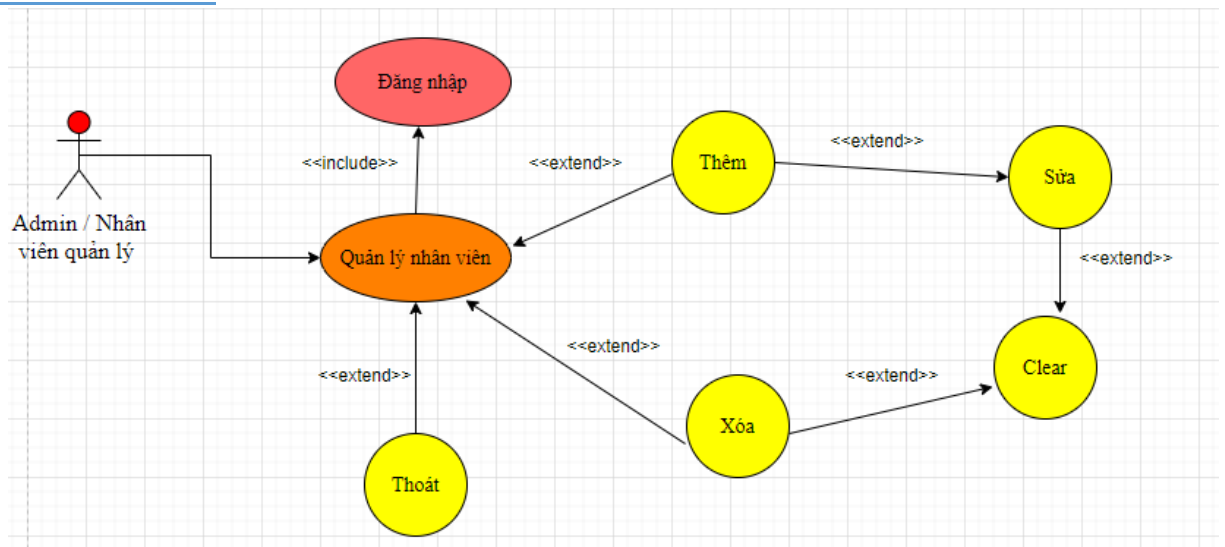 Đăng nhập
<<include>>
<<extend>>
Thêm
<<extend>>
Sửa
Admin / Nhân
viên quản lý
Quản lý nhân viên
<<extend>>
<<extend>>
<<extend>>
<<extend>>
Clear
Xóa
Thoát